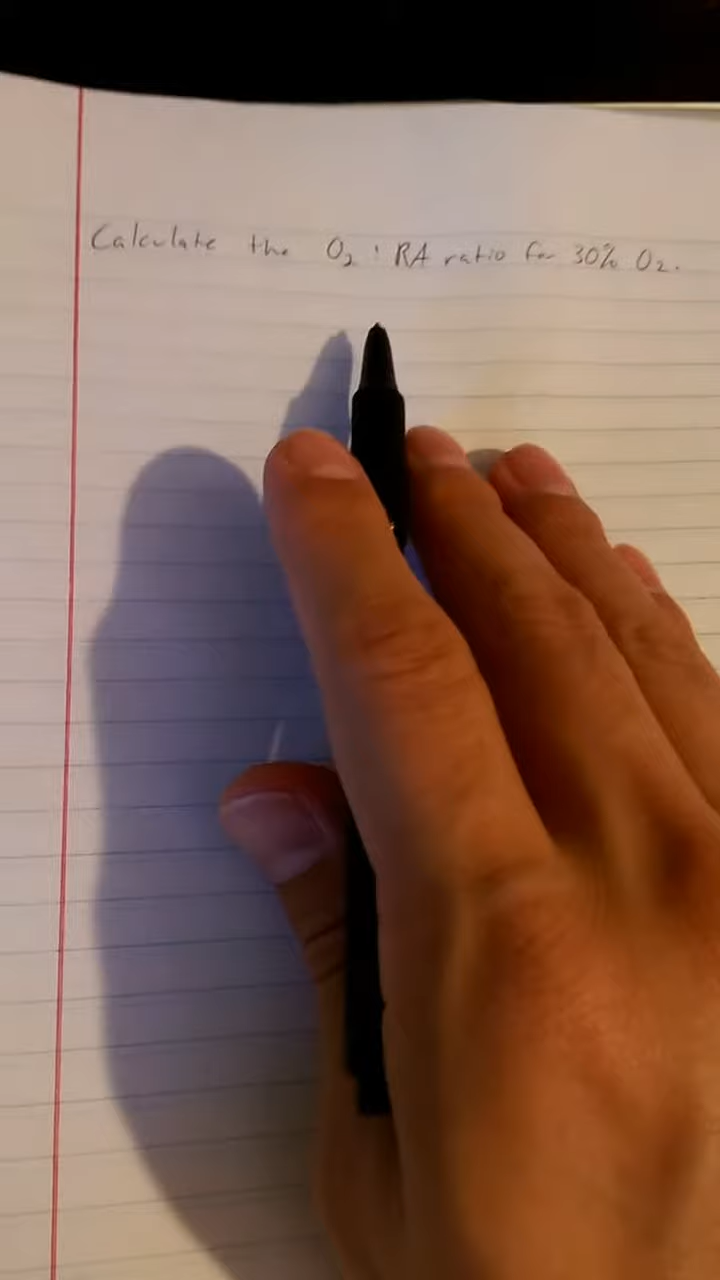 Calculate the O₂ : RA ratio for 30% O₂.